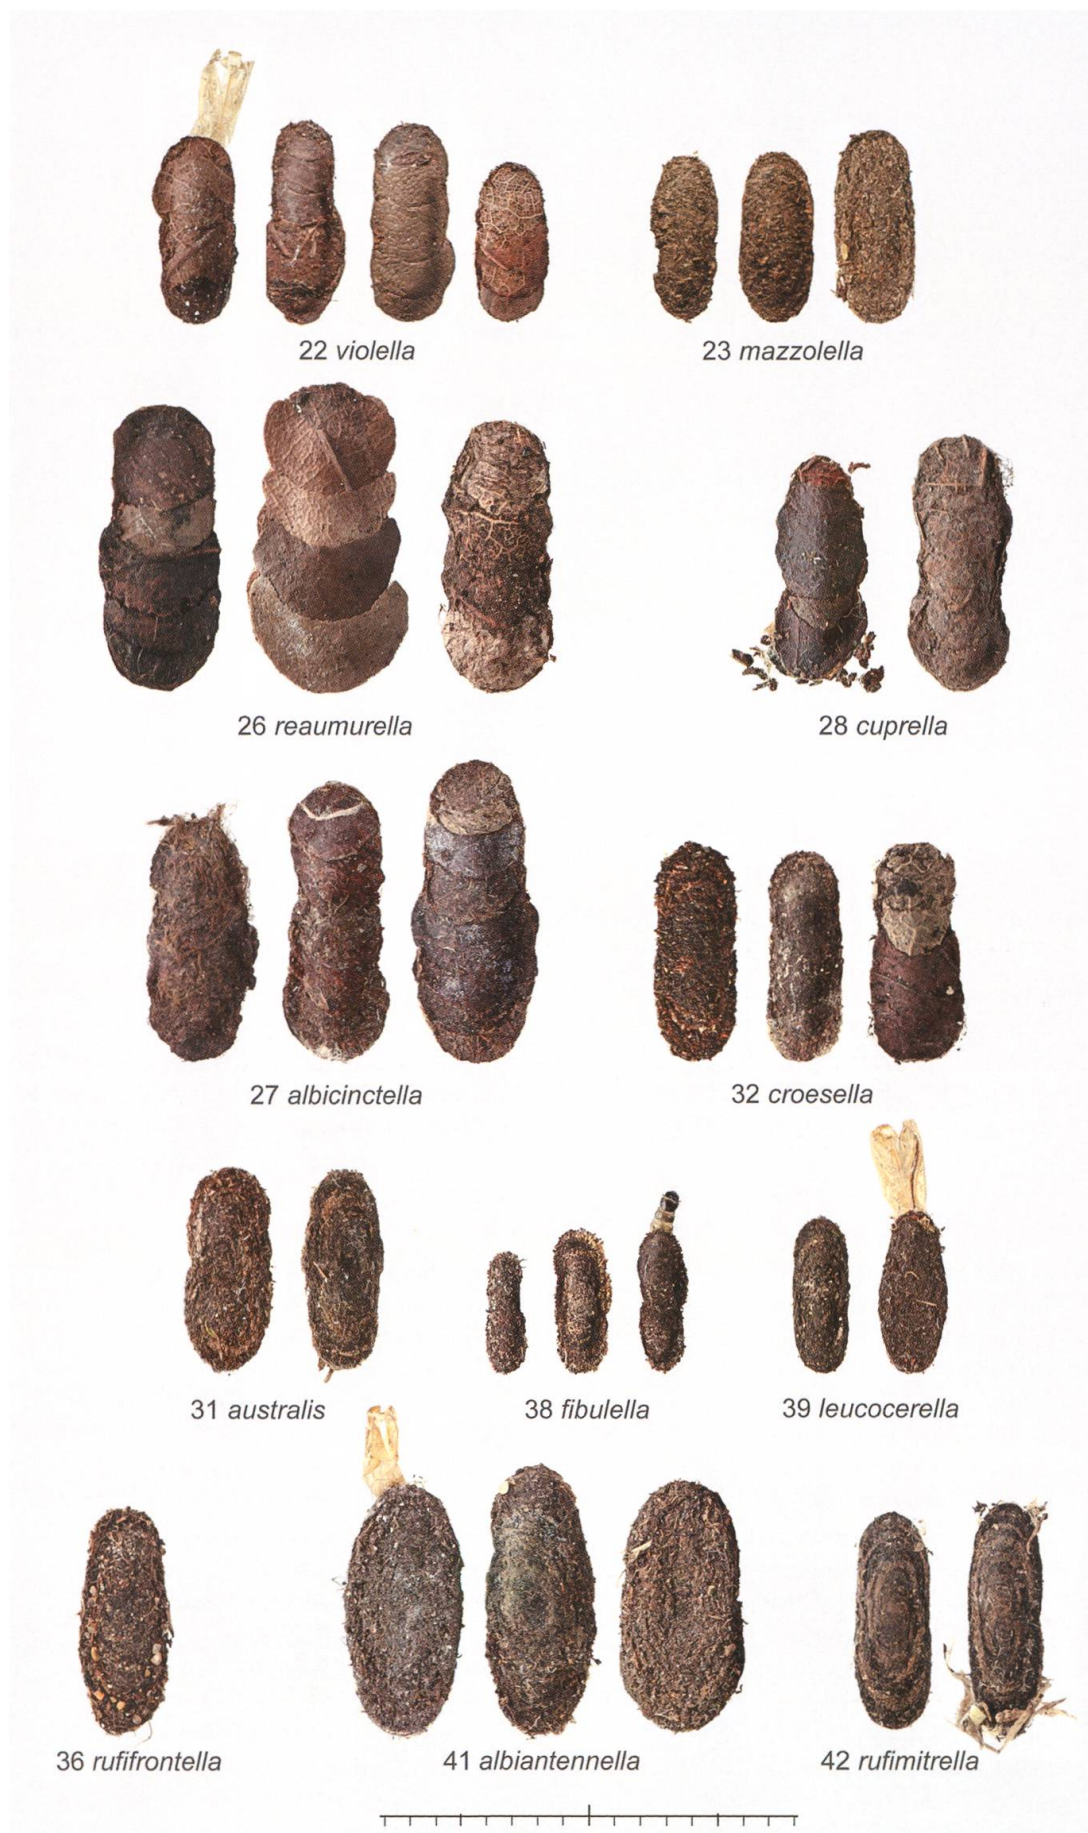 22 violella
23 mazzolella
26 reaumurella
28 cuprella
27 albicinctella
32 croesella
31 australis
38 fibulella
39 leucocerella
36 rufifrontella
41 albiantennella
42 rufimitrella